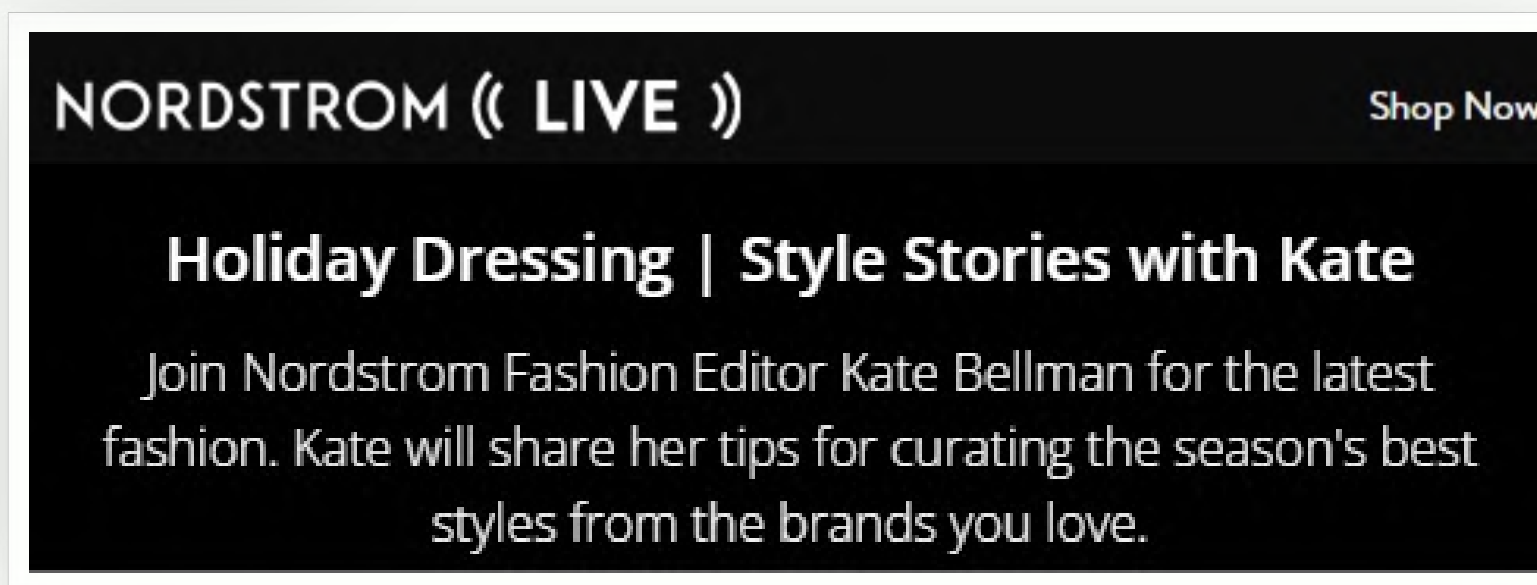 NORDSTROM (( LIVE ))
Shop Now
Holiday Dressing | Style Stories with Kate
Join Nordstrom Fashion Editor Kate Bellman for the latest
fashion. Kate will share her tips for curating the season's best
styles from the brands you love.